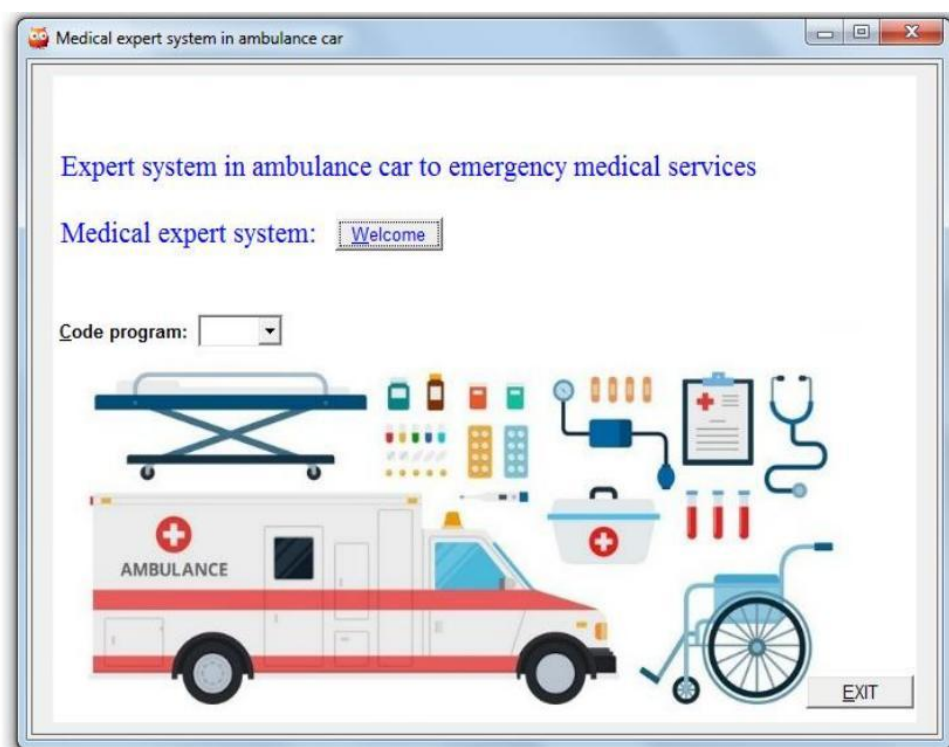 Medical expert system in ambulance car
Expert system in ambulance car to emergency medical services
Medical expert system: Welcome
Code program:
AMBULANCE
EXIT